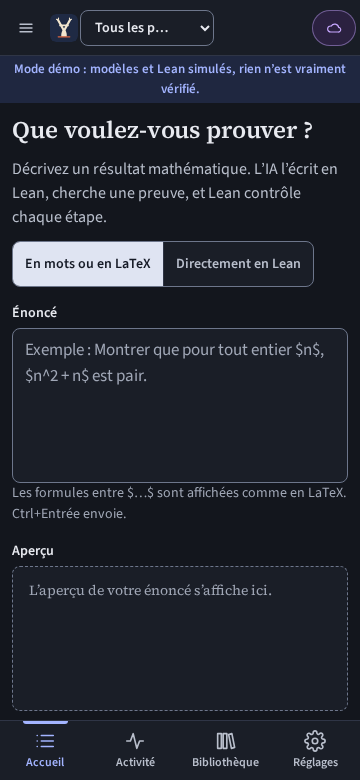 Tous les p…
Mode démo : modèles et Lean simulés, rien n’est vraiment
vérifié.
Que voulez-vous prouver ?
Décrivez un résultat mathématique. L’IA l’écrit en
Lean, cherche une preuve, et Lean contrôle
chaque étape.
En mots ou en LaTeX
Directement en Lean
Énoncé
Exemple : Montrer que pour tout entier $n$,
$n^2 + n$ est pair.
Les formules entre $…$ sont affichées comme en LaTeX.
Ctrl+Entrée envoie.
Aperçu
L’aperçu de votre énoncé s’affiche ici.
Accueil
Activité
Bibliothèque
Réglages